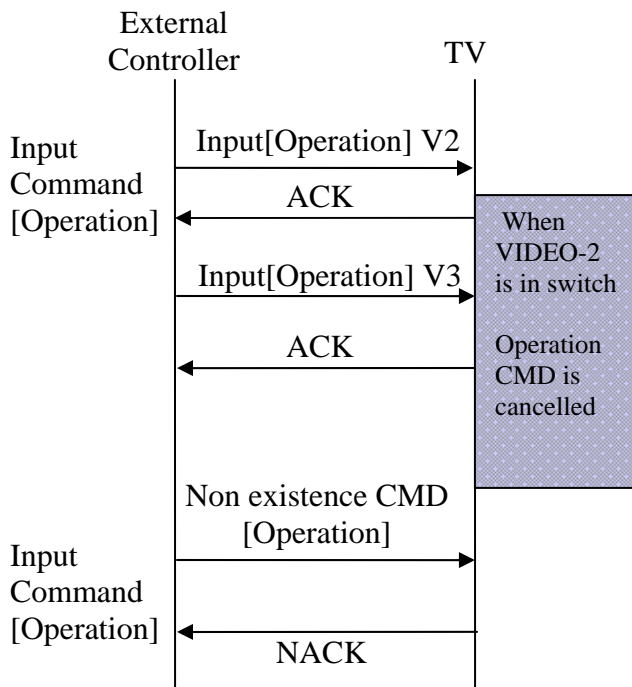 External
Controller
TV
Input
Command
[Operation]
Input[Operation] V2
ACK
When
VIDEO-2
is in switch
Input[Operation] V3
Operation
CMD is
cancelled
ACK
Non existence CMD
[Operation]
Input
Command
[Operation]
NACK